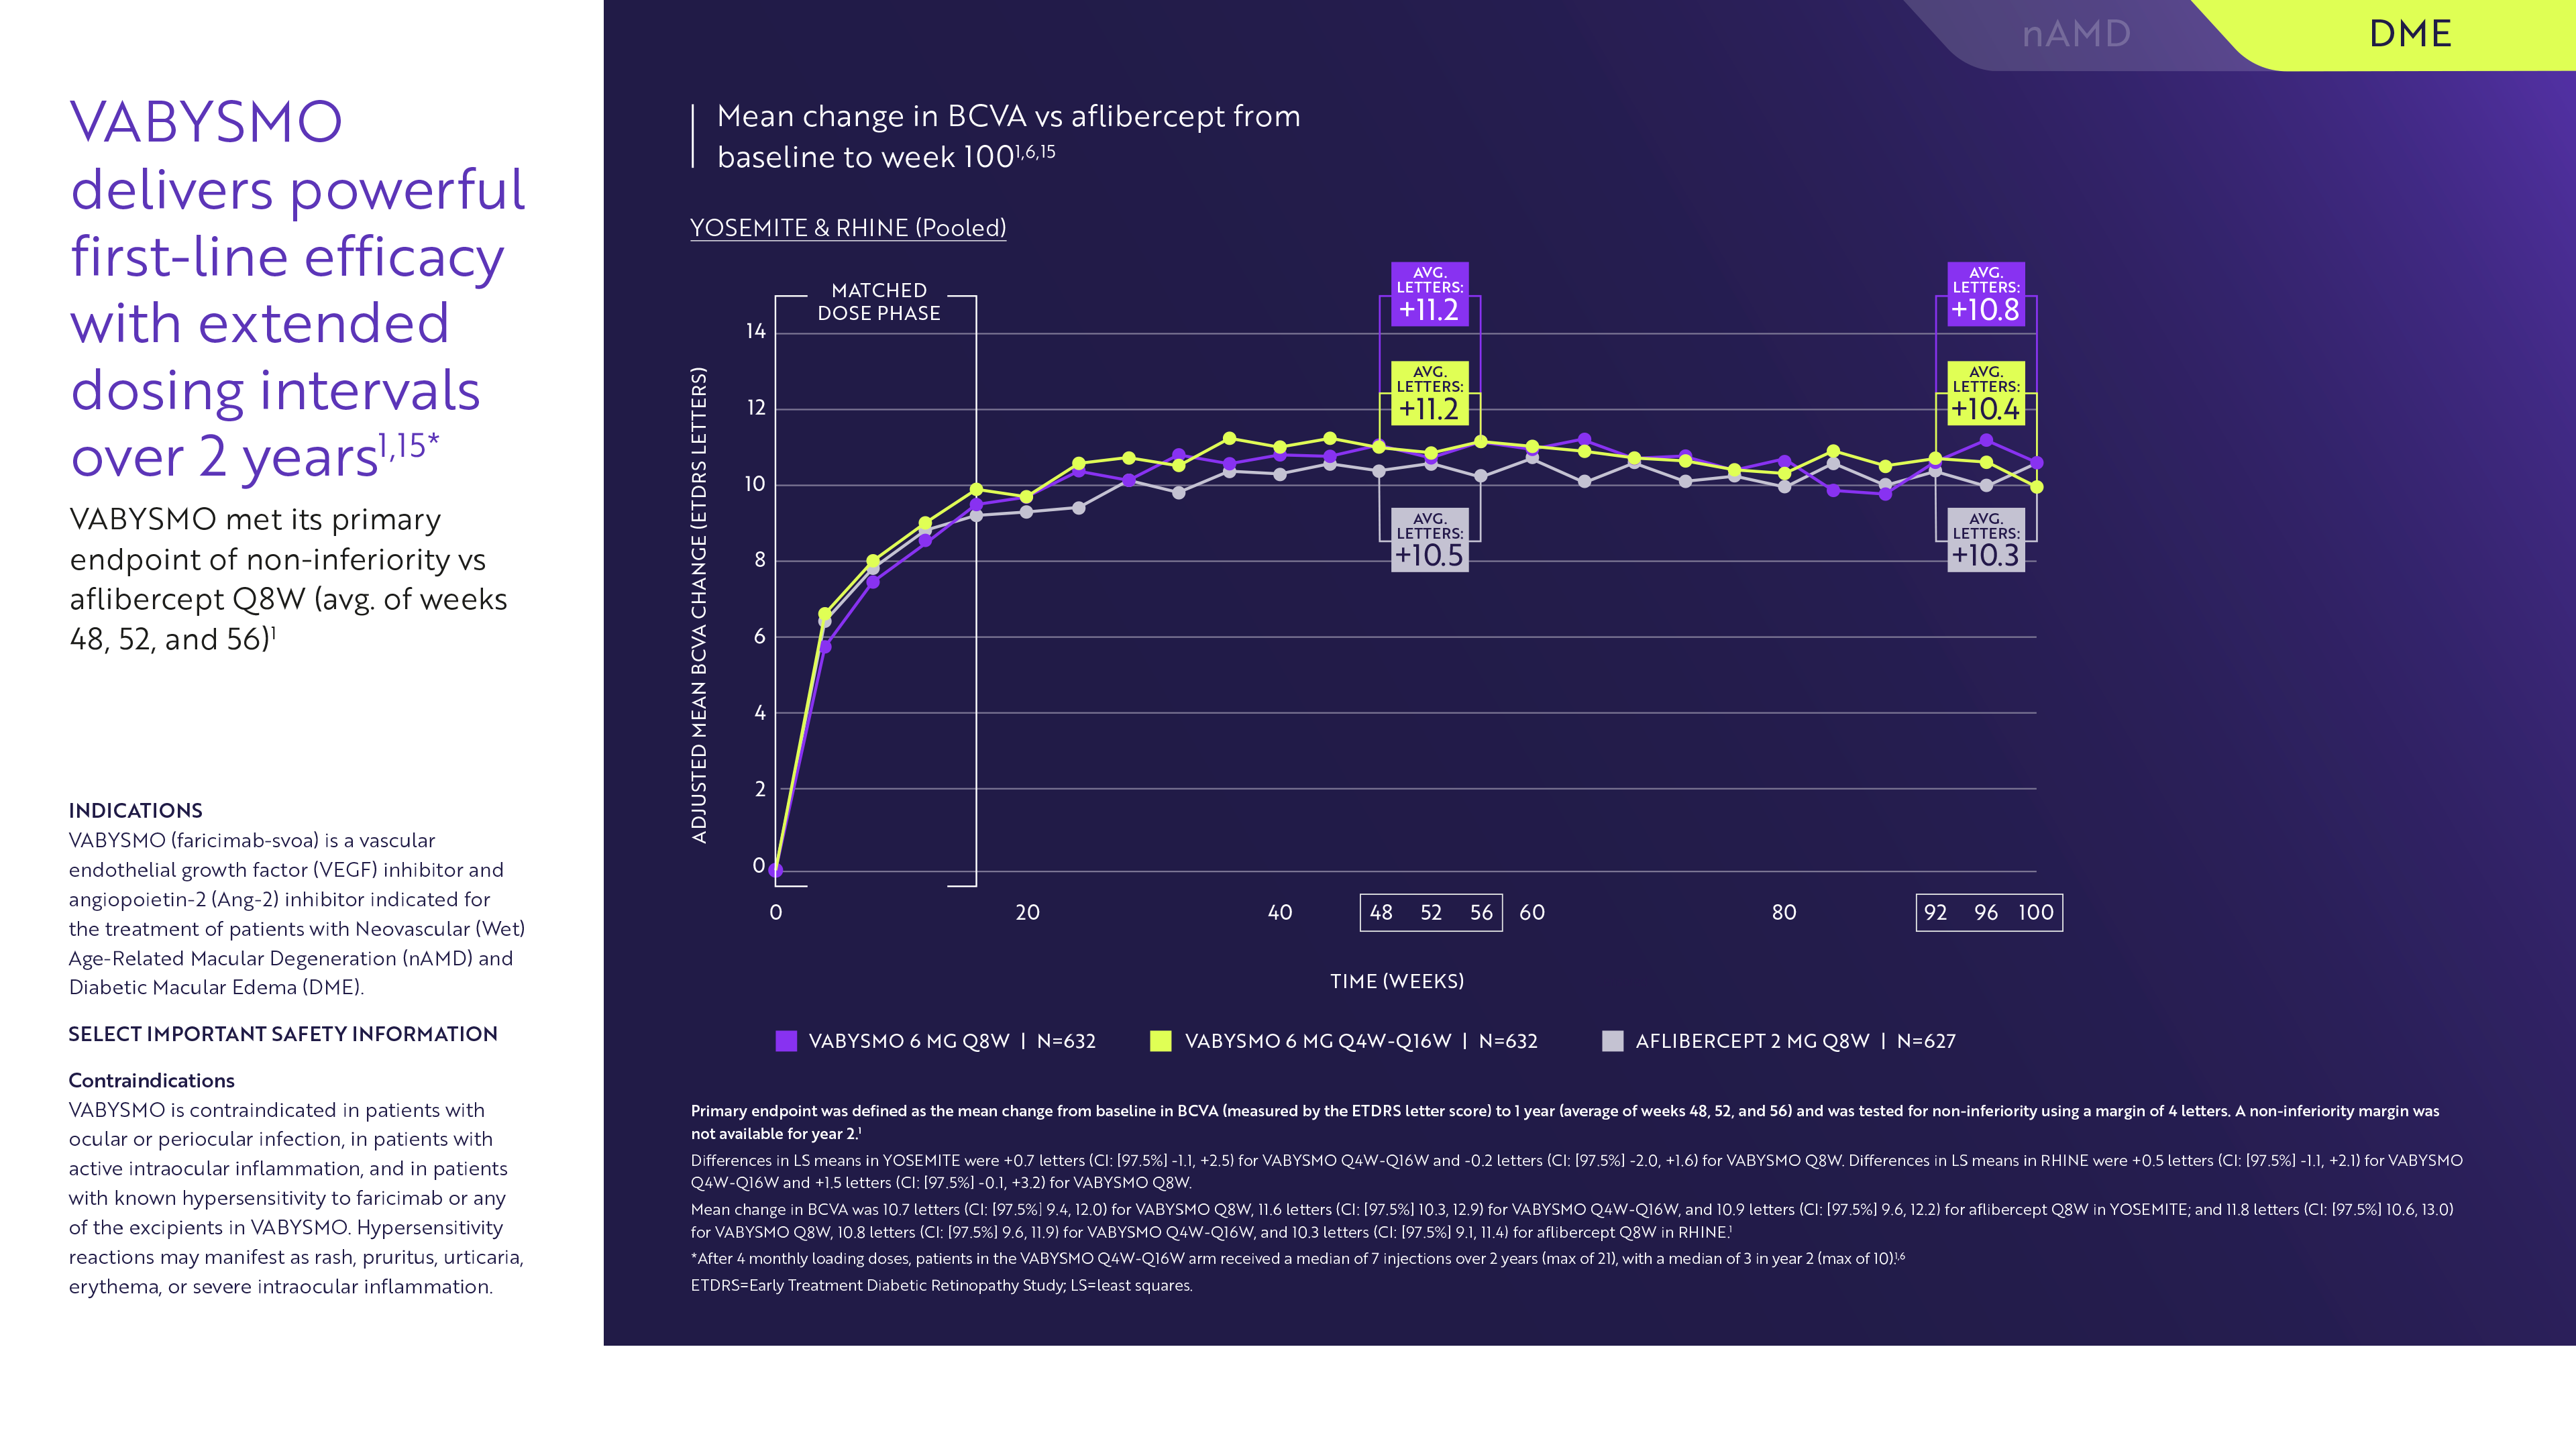 VABYSMO
delivers powerful
first-line efficacy
with extended
dosing intervals
over 2 years1,15*
VABYSMO met its primary
endpoint of non-inferiority vs
aflibercept Q8W (avg. of weeks
48, 52, and 56)1
INDICATIONS
VABYSMO (faricimab-svoa) is a vascular
endothelial growth factor (VEGF) inhibitor and
angiopoietin-2 (Ang-2) inhibitor indicated for
the treatment of patients with Neovascular (Wet)
Age-Related Macular Degeneration (nAMD) and
Diabetic Macular Edema (DME).
SELECT IMPORTANT SAFETY INFORMATION
Contraindications
VABYSMO is contraindicated in patients with
ocular or periocular infection, in patients with
active intraocular inflammation, and in patients
with known hypersensitivity to faricimab or any
of the excipients in VABYSMO. Hypersensitivity
reactions may manifest as rash, pruritus, urticaria,
erythema, or severe intraocular inflammation.
nAMD
DME
Mean change in BCVA vs aflibercept from
baseline to week 1001,6,15
YOSEMITE & RHINE (Pooled)
MATCHED
DOSE PHASE
AVG.
LETTERS:
+11.2
AVG.
LETTERS:
+10.8
AVG.
LETTERS:
+11.2
AVG.
LETTERS:
+10.4
AVG.
LETTERS:
+10.5
AVG.
LETTERS:
+10.3
ADJUSTED MEAN BCVA CHANGE (ETDRS LETTERS)
14
12
10
8
6
4
2
0
0 20 40 48 52 56 60 80 92 96 100
TIME (WEEKS)
VABYSMO 6 MG Q8W | N=632
VABYSMO 6 MG Q4W-Q16W | N=632
AFLIBERCEPT 2 MG Q8W | N=627
Primary endpoint was defined as the mean change from baseline in BCVA (measured by the ETDRS letter score) to 1 year (average of weeks 48, 52, and 56) and was tested for non-inferiority using a margin of 4 letters. A non-inferiority margin was
not available for year 2.1
Differences in LS means in YOSEMITE were +0.7 letters (CI: [97.5%] -1.1, +2.5) for VABYSMO Q4W-Q16W and -0.2 letters (CI: [97.5%] -2.0, +1.6) for VABYSMO Q8W. Differences in LS means in RHINE were +0.5 letters (CI: [97.5%] -1.1, +2.1) for VABYSMO
Q4W-Q16W and +1.5 letters (CI: [97.5%] -0.1, +3.2) for VABYSMO Q8W.
Mean change in BCVA was 10.7 letters (CI: [97.5%] 9.4, 12.0) for VABYSMO Q8W, 11.6 letters (CI: [97.5%] 10.3, 12.9) for VABYSMO Q4W-Q16W, and 10.9 letters (CI: [97.5%] 9.6, 12.2) for aflibercept Q8W in YOSEMITE; and 11.8 letters (CI: [97.5%] 10.6, 13.0)
for VABYSMO Q8W, 10.8 letters (CI: [97.5%] 9.6, 11.9) for VABYSMO Q4W-Q16W, and 10.3 letters (CI: [97.5%] 9.1, 11.4) for aflibercept Q8W in RHINE.1
*After 4 monthly loading doses, patients in the VABYSMO Q4W-Q16W arm received a median of 7 injections over 2 years (max of 21), with a median of 3 in year 2 (max of 10).1,6
ETDRS=Early Treatment Diabetic Retinopathy Study; LS=least squares.